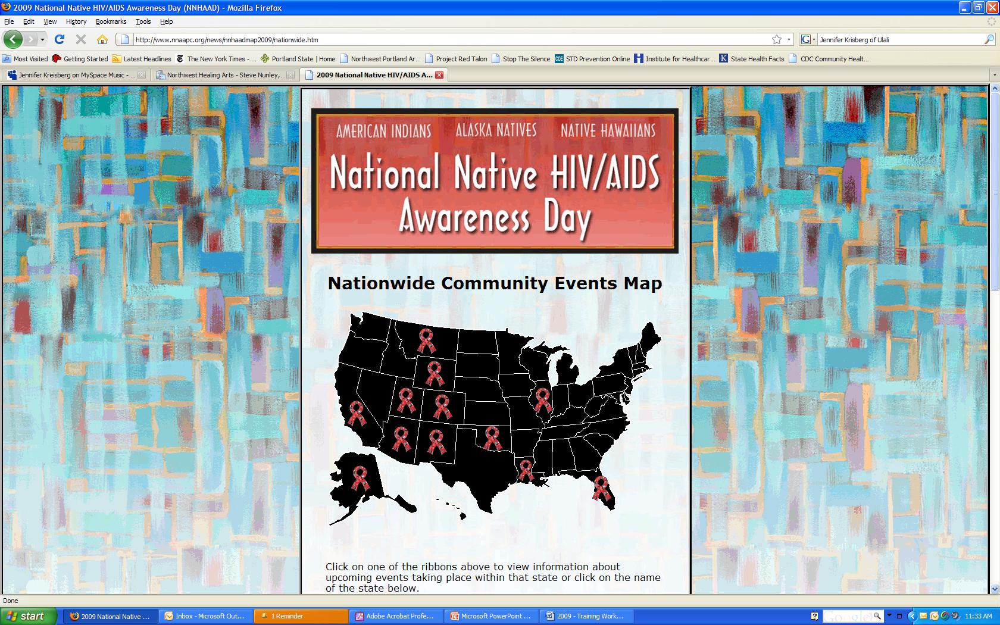 2009 National Native HIV/AIDS Awareness Day (NNHAAD) - Mozilla Firefox
File Edit View History Bookmarks Tools Help
http://www.nnaapc.org/news/nnhaadmap2009/nationwide.htm
G
Jennifer Krisberg of Ulali
Most Visited Getting Started Latest Headlines The New York Times - ... Portland State | Home Northwest Portland Ar... Project Red Talon Stop The Silence COE STD Prevention Online H Institute for Healthcar... K State Health Facts CDC Community Healt...
Jennifer Kreisberg on MySpace Music - ... Northwest Healing Arts - Steve Nunley,... 2009 National Native HIV/AIDS A...
AMERICAN INDIANS ALASKA NATIVES NATIVE HAWAIIANS
National Native HIV/AIDS
Awareness Day
Nationwide Community Events Map
Click on one of the ribbons above to view information about
upcoming events taking place within that state or click on the name
of the state below.
Done
start 2009 National Native ... Inbox - Microsoft Out... 1 Reminder Adobe Acrobat Profe... Microsoft PowerPoint ... 2009 - Training Work... Google 11:33 AM